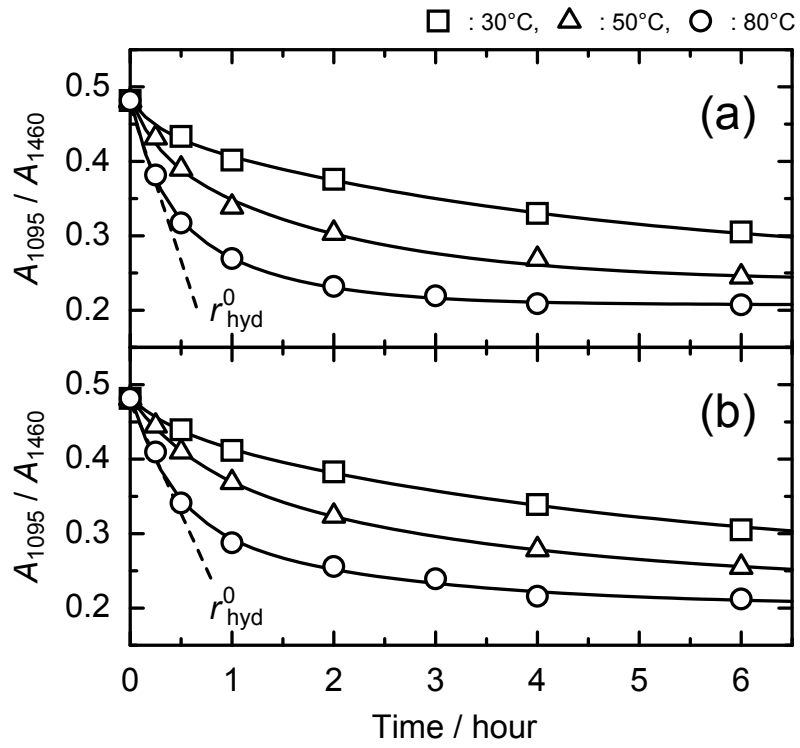 □ : 30°C, △ : 50°C, ○ : 80°C
(a)
0.5
0.4
0.3
0.2
A1095 / A1460
r⁰hyd
(b)
0.5
0.4
0.3
0.2
A1095 / A1460
r⁰hyd
0 1 2 3 4 5 6
Time / hour